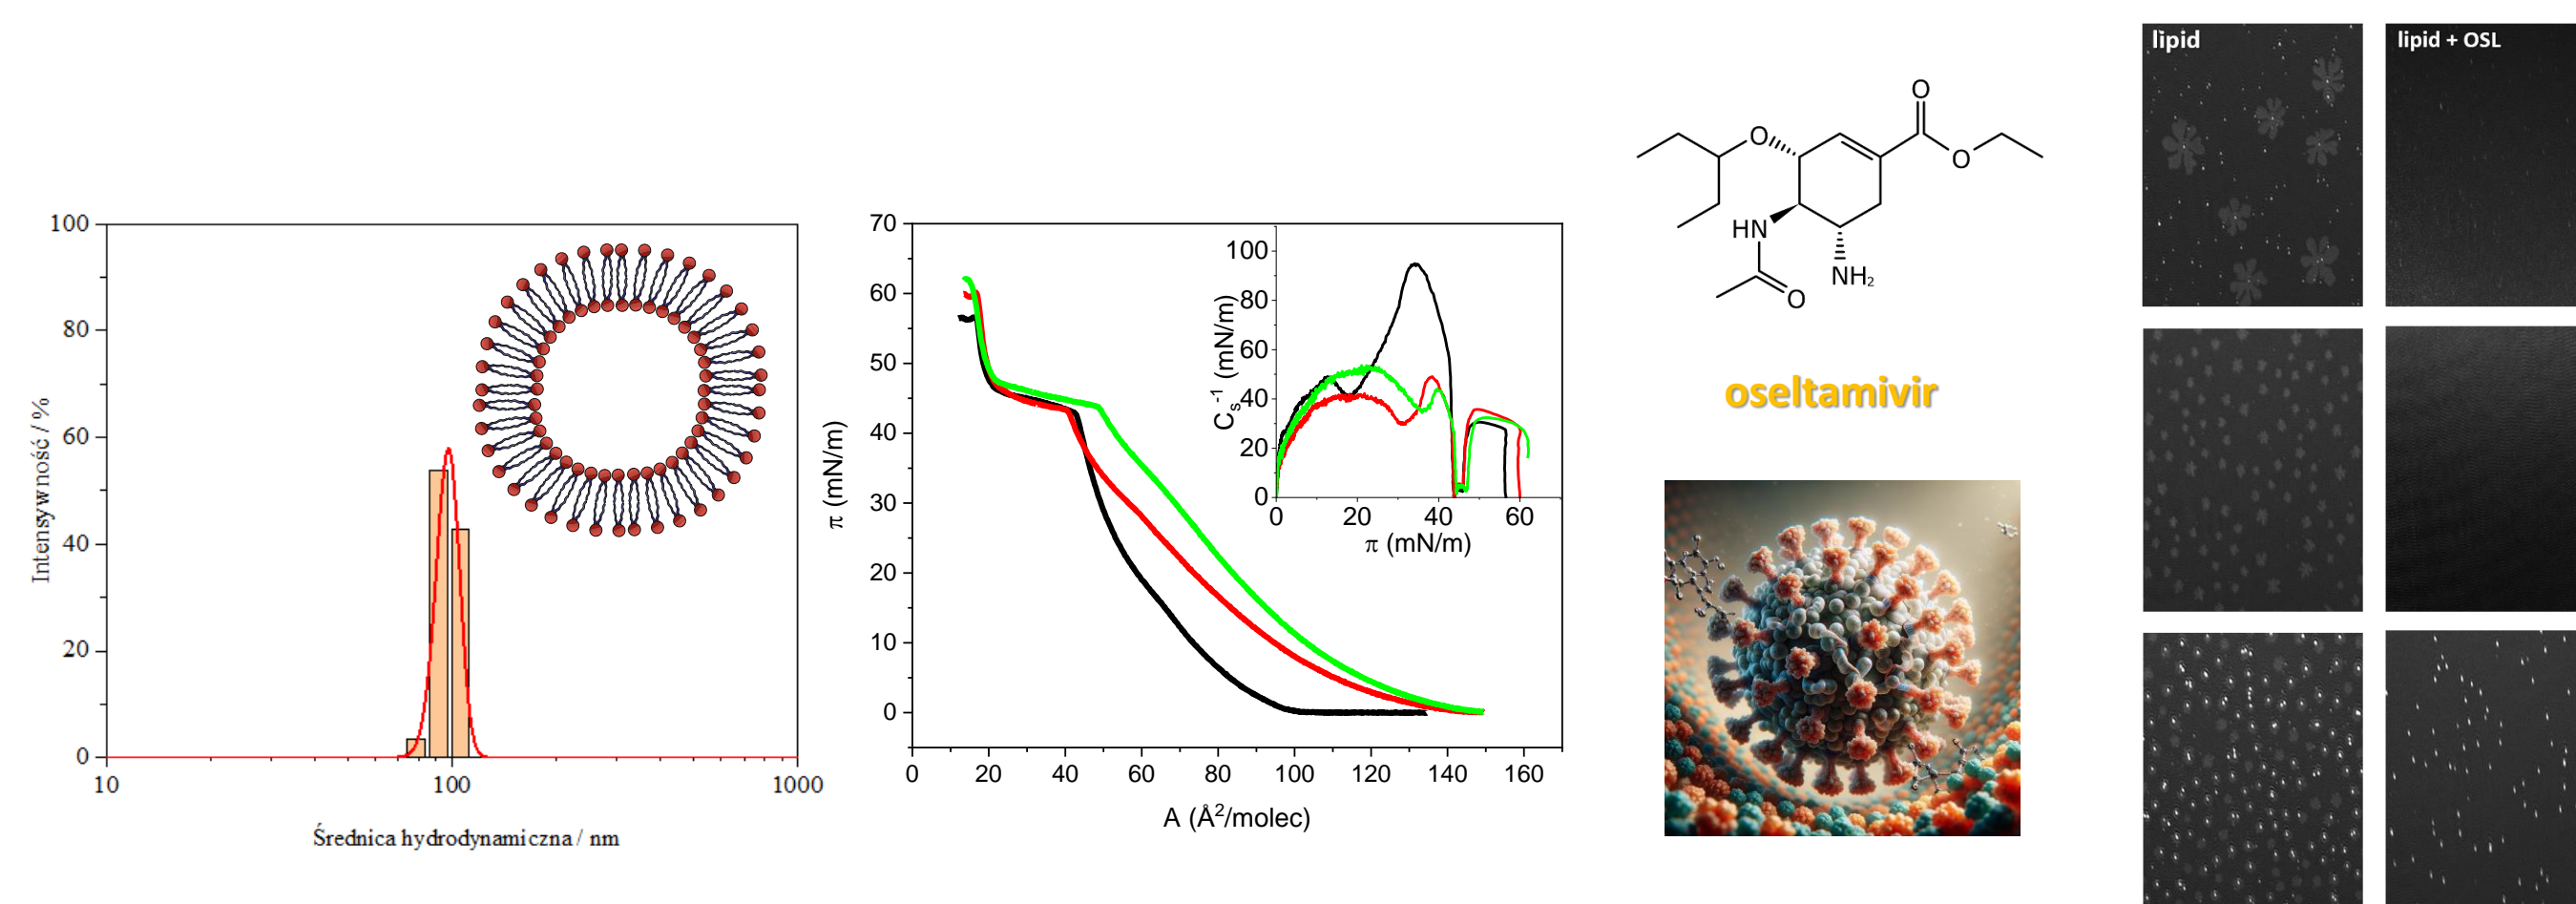 100
80
60
40
20
0
10
100
1000
Intensywność / %
Średnica hydrodynamiczna / nm
70
60
50
40
30
20
10
0
0
20
40
60
80
100
120
140
160
π (mN/m)
A (Å²/molec)
100
80
60
40
20
0
0
20
40
60
Cₛ⁻¹ (mN/m)
π (mN/m)
O
O
O
HN
NH₂
O
oseltamivir
lipid
lipid + OSL